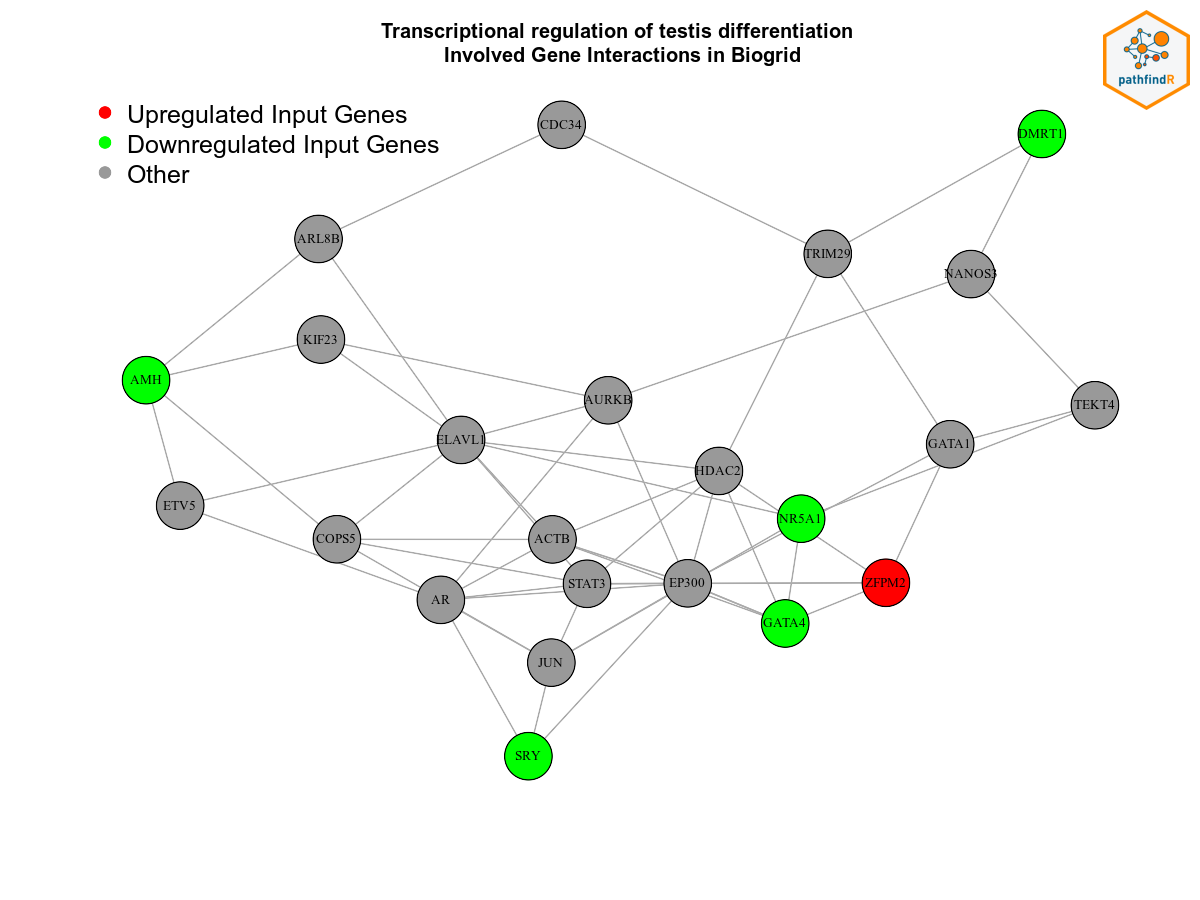 Transcriptional regulation of testis differentiation
Involved Gene Interactions in Biogrid
pathfindR
Upregulated Input Genes
Downregulated Input Genes
Other
CDC34
DMRT1
ARL8B
TRIM29
NANOS3
KIF23
AMH
AURKB
TEKT4
ELAVL1
GATA1
HDAC2
ETV5
NR5A1
COPS5
ACTB
STAT3
EP300
ZFPM2
AR
GATA4
JUN
SRY